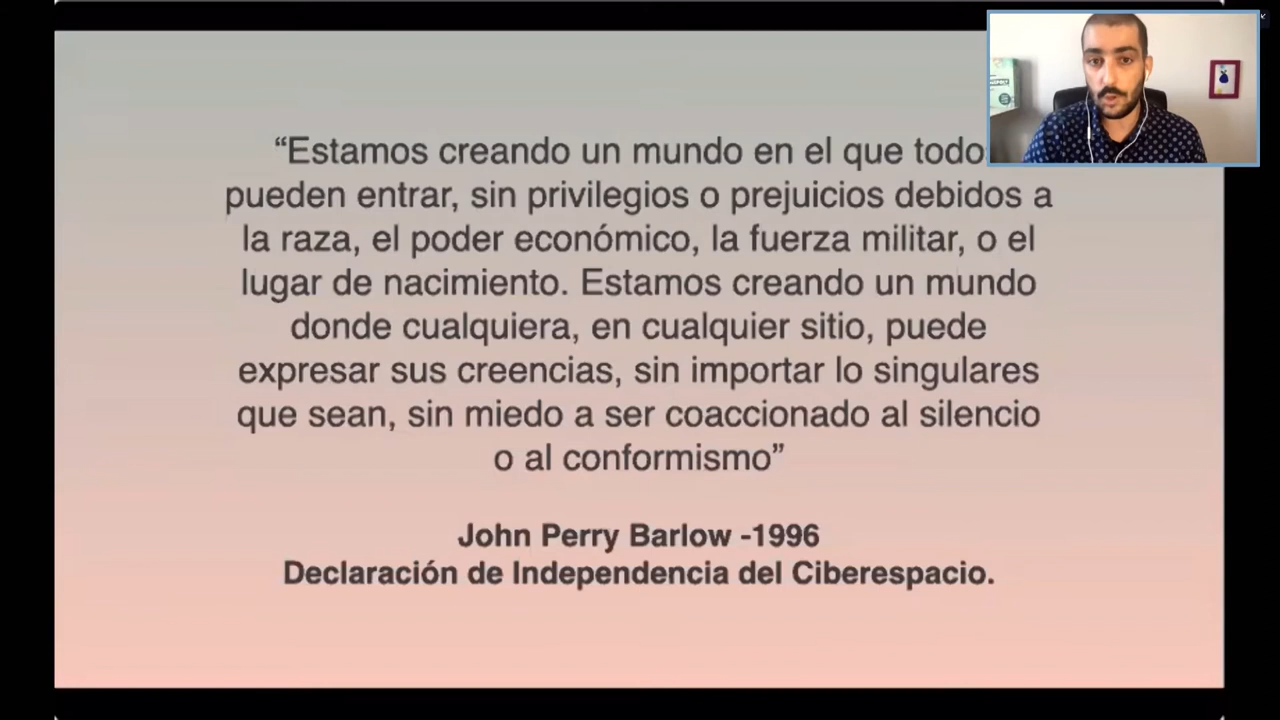 “Estamos creando un mundo en el que todo
pueden entrar, sin privilegios o prejuicios debidos a
la raza, el poder económico, la fuerza militar, o el
lugar de nacimiento. Estamos creando un mundo
donde cualquiera, en cualquier sitio, puede
expresar sus creencias, sin importar lo singulares
que sean, sin miedo a ser coaccionado al silencio
o al conformismo”
John Perry Barlow -1996
Declaración de Independencia del Ciberespacio.